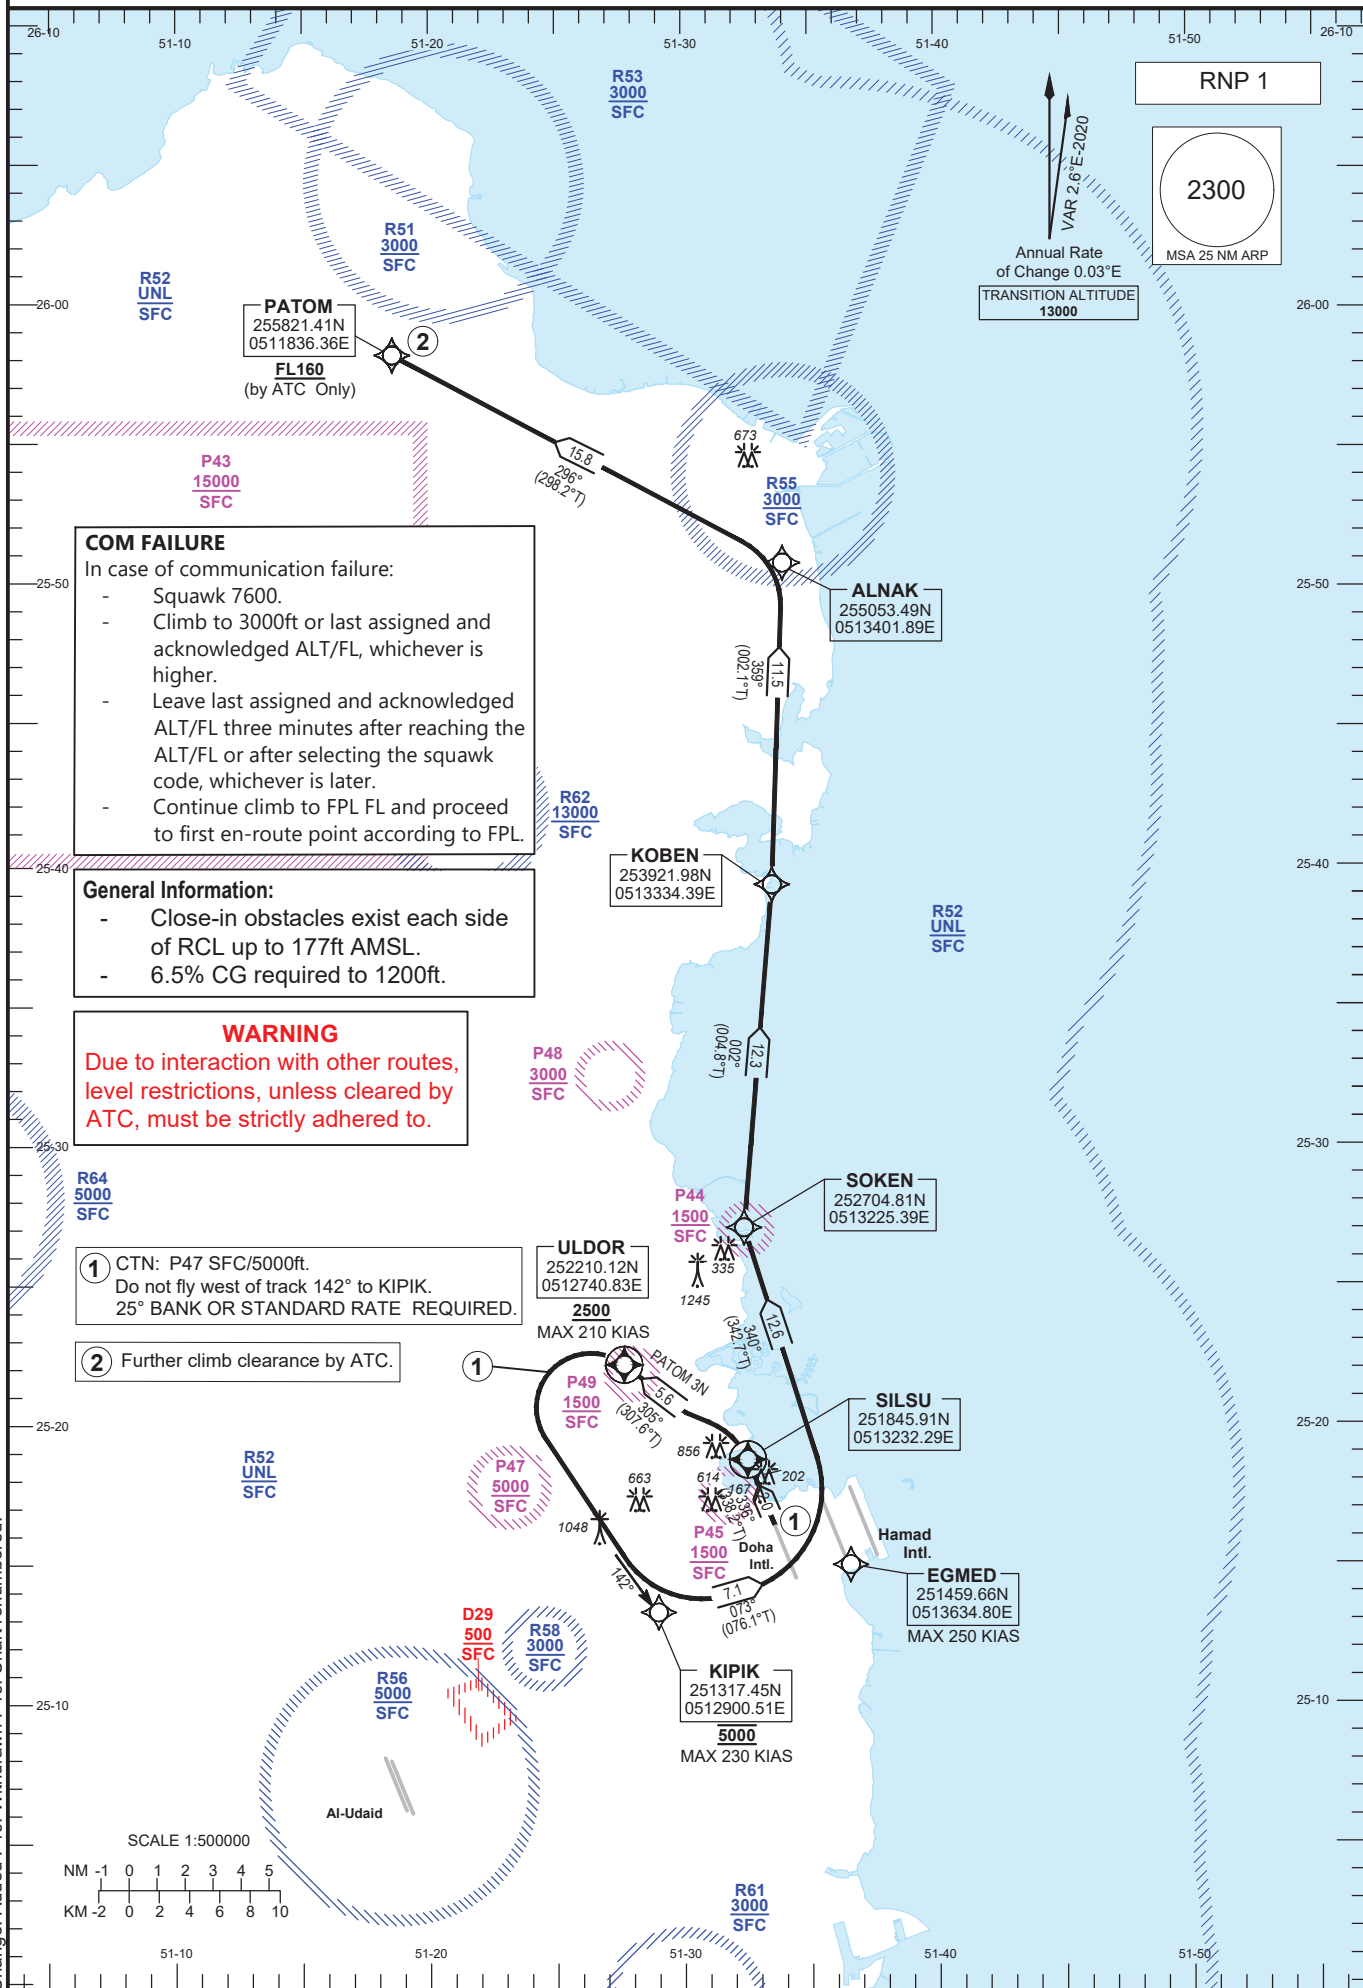 26-10
51-10
51-20
51-30
51-40
51-50
26-10
RNP 1
R53
3000
SFC
VAR 2.6°E-2020
2300
MSA 25 NM ARP
Annual Rate
of Change 0.03°E
TRANSITION ALTITUDE
13000
R51
3000
SFC
R52
UNL
SFC
26-00
26-00
PATOM
255821.41N
0511836.36E
FL160
(by ATC Only)
2
15.8
296°
(298.2°T)
673
R55
3000
SFC
P43
15000
SFC
COM FAILURE
In case of communication failure:
- Squawk 7600.
- Climb to 3000ft or last assigned and
acknowledged ALT/FL, whichever is
higher.
- Leave last assigned and acknowledged
ALT/FL three minutes after reaching the
ALT/FL or after selecting the squawk
code, whichever is later.
- Continue climb to FPL FL and proceed
to first en-route point according to FPL.
25-50
25-50
ALNAK
255053.49N
0513401.89E
11.5
359°
(002.1°T)
R62
13000
SFC
25-40
25-40
KOBEN
253921.98N
0513334.39E
General Information:
- Close-in obstacles exist each side
of RCL up to 177ft AMSL.
- 6.5% CG required to 1200ft.
R52
UNL
SFC
WARNING
Due to interaction with other routes,
level restrictions, unless cleared by
ATC, must be strictly adhered to.
P48
3000
SFC
12.3
002°
(004.8°T)
25-30
25-30
R64
5000
SFC
P44
1500
SFC
SOKEN
252704.81N
0513225.39E
335
1245
1 CTN: P47 SFC/5000ft.
Do not fly west of track 142° to KIPIK.
25° BANK OR STANDARD RATE REQUIRED.
2 Further climb clearance by ATC.
ULDOR
252210.12N
0512740.83E
2500
MAX 210 KIAS
12.6
340°
(342.7°T)
1
PATOM 3N
5.6
305°
(307.6°T)
P49
1500
SFC
25-20
25-20
SILSU
251845.91N
0513232.29E
856
202
R52
UNL
SFC
P47
5000
SFC
663
614
167
2.0
336°
(338.2°T)
1
1048
P45
1500
SFC
Doha
Intl.
Hamad
Intl.
EGMED
251459.66N
0513634.80E
MAX 250 KIAS
142°
7.1
073°
(076.1°T)
D29
500
SFC
R58
3000
SFC
R56
5000
SFC
KIPIK
251317.45N
0512900.51E
5000
MAX 230 KIAS
25-10
25-10
Al-Udaid
SCALE 1:500000
NM -1 0 1 2 3 4 5
KM -2 0 2 4 6 8 10
R61
3000
SFC
51-10
51-20
51-30
51-40
51-50